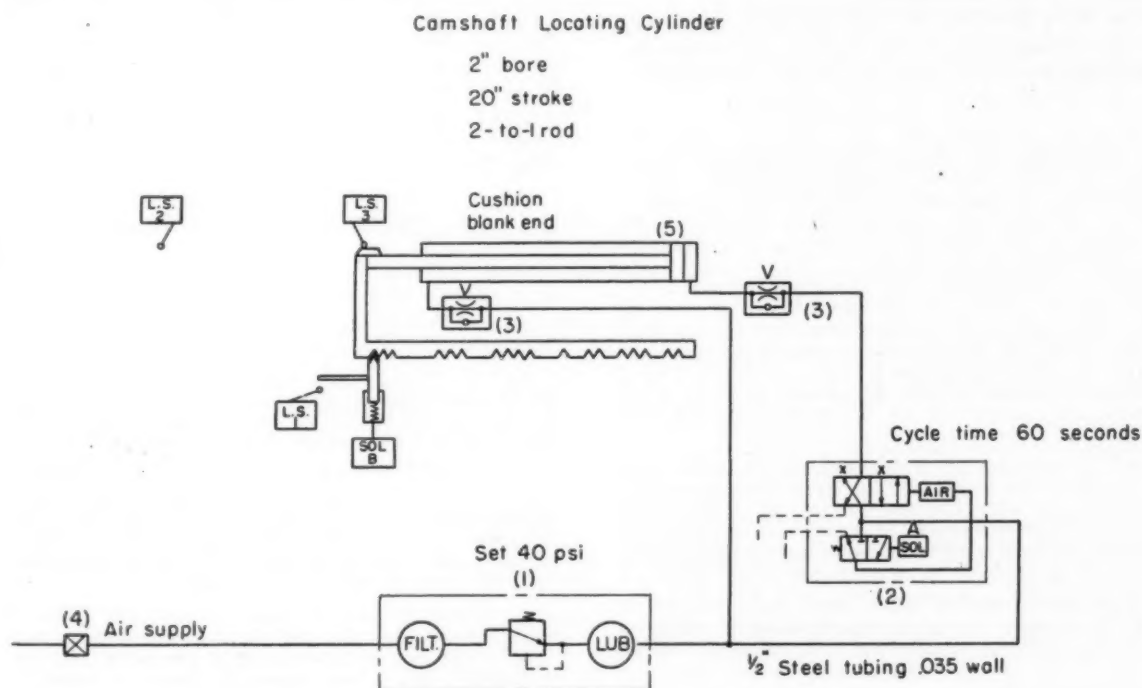 Camshaft Locating Cylinder
2" bore
20" stroke
2-to-1 rod
L.S.
2
L.S.
3
Cushion
blank end
(5)
V
(3)
V
(3)
L.S.
1
SOL
B
Cycle time 60 seconds
x x
AIR
A
SOL
(2)
Set 40 psi
(1)
(4)
Air supply
FILT.
LUB
½" Steel tubing .035 wall